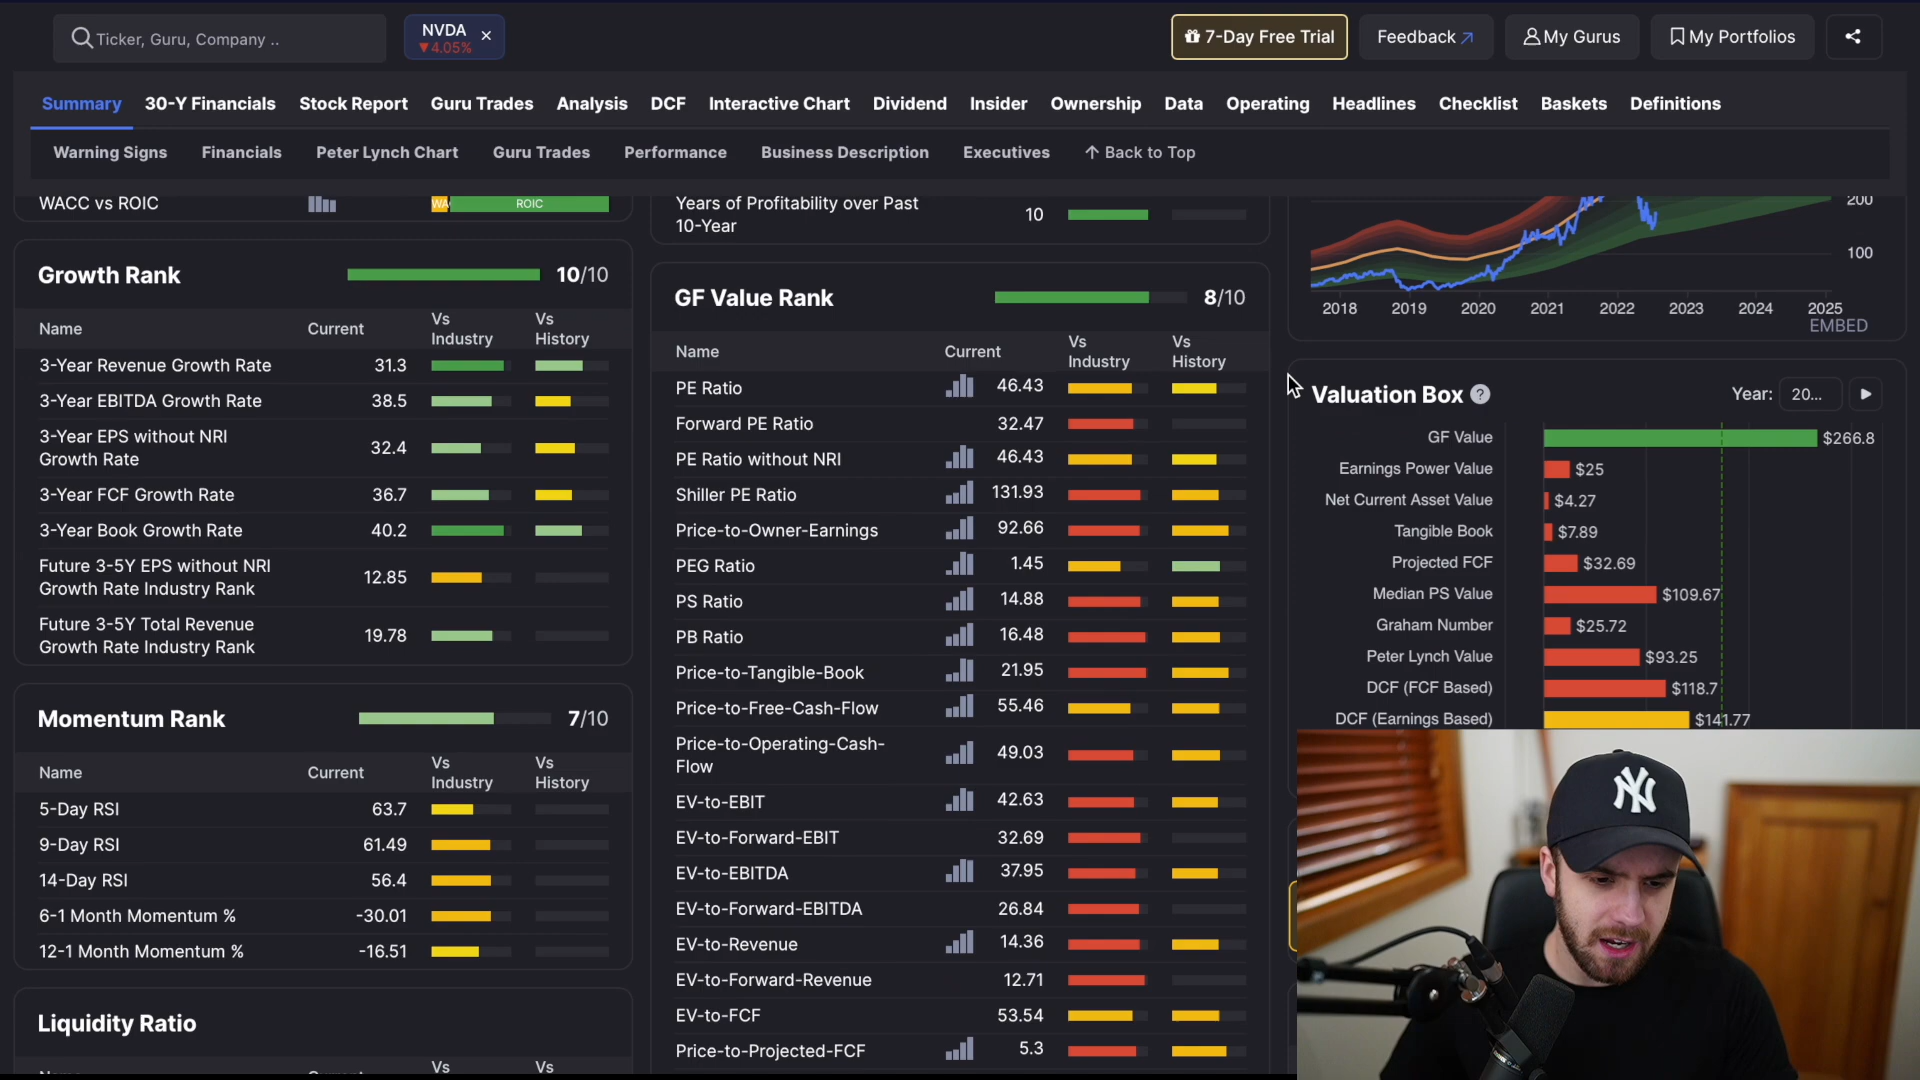 Ticker, Guru, Company ..
NVDA
▼4.05%
×
7-Day Free Trial
Feedback ↗
My Gurus
My Portfolios
Summary
30-Y Financials
Stock Report
Guru Trades
Analysis
DCF
Interactive Chart
Dividend
Insider
Ownership
Data
Operating
Headlines
Checklist
Baskets
Definitions
Warning Signs
Financials
Peter Lynch Chart
Guru Trades
Performance
Business Description
Executives
↑ Back to Top
WACC vs ROIC
WA
ROIC
Growth Rank
10/10
Name Current Vs Industry Vs History
3-Year Revenue Growth Rate 31.3
3-Year EBITDA Growth Rate 38.5
3-Year EPS without NRI
Growth Rate 32.4
3-Year FCF Growth Rate 36.7
3-Year Book Growth Rate 40.2
Future 3-5Y EPS without NRI
Growth Rate Industry Rank 12.85
Future 3-5Y Total Revenue
Growth Rate Industry Rank 19.78
Momentum Rank
7/10
Name Current Vs Industry Vs History
5-Day RSI 63.7
9-Day RSI 61.49
14-Day RSI 56.4
6-1 Month Momentum % -30.01
12-1 Month Momentum % -16.51
Liquidity Ratio
Vs Vs
Years of Profitability over Past
10-Year 10
GF Value Rank
8/10
Name Current Vs Industry Vs History
PE Ratio 46.43
Forward PE Ratio 32.47
PE Ratio without NRI 46.43
Shiller PE Ratio 131.93
Price-to-Owner-Earnings 92.66
PEG Ratio 1.45
PS Ratio 14.88
PB Ratio 16.48
Price-to-Tangible-Book 21.95
Price-to-Free-Cash-Flow 55.46
Price-to-Operating-Cash-
Flow 49.03
EV-to-EBIT 42.63
EV-to-Forward-EBIT 32.69
EV-to-EBITDA 37.95
EV-to-Forward-EBITDA 26.84
EV-to-Revenue 14.36
EV-to-Forward-Revenue 12.71
EV-to-FCF 53.54
Price-to-Projected-FCF 5.3
200
100
2018 2019 2020 2021 2022 2023 2024 2025
EMBED
Valuation Box ?
Year: 20...
GF Value $266.8
Earnings Power Value $25
Net Current Asset Value $4.27
Tangible Book $7.89
Projected FCF $32.69
Median PS Value $109.67
Graham Number $25.72
Peter Lynch Value $93.25
DCF (FCF Based) $118.7
DCF (Earnings Based) $141.77
NY